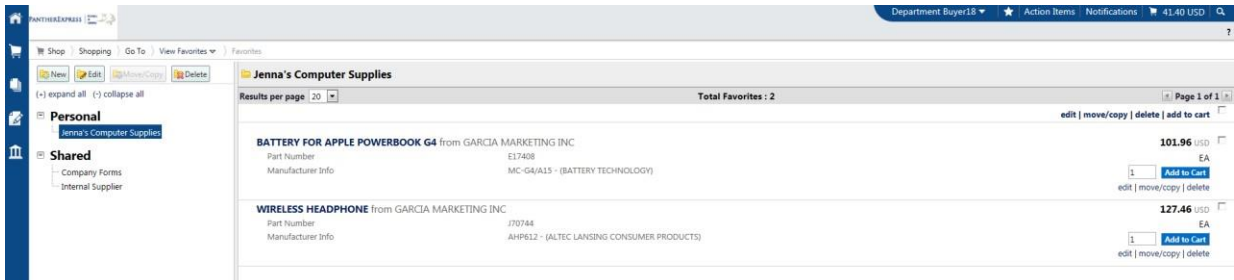 PANTHEREXPRESS
Department Buyer18 Action Items Notifications 41.40 USD
?
Shop Shopping Go To View Favorites Favorites
New Edit Move/Copy Delete
(+) expand all (-) collapse all
Personal
Jenna's Computer Supplies
Shared
Company Forms
Internal Supplier
Jenna's Computer Supplies
Results per page 20 Total Favorites : 2 Page 1 of 1
edit | move/copy | delete | add to cart
BATTERY FOR APPLE POWERBOOK G4 from GARCIA MARKETING INC 101.96 USD
Part Number E17408 EA
Manufacturer Info MC-G4/A15 - (BATTERY TECHNOLOGY) 1 Add to Cart
edit | move/copy | delete
WIRELESS HEADPHONE from GARCIA MARKETING INC 127.46 USD
Part Number J70744 EA
Manufacturer Info AHP612 - (ALTEC LANSING CONSUMER PRODUCTS) 1 Add to Cart
edit | move/copy | delete